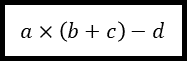 a × (b + c) − d